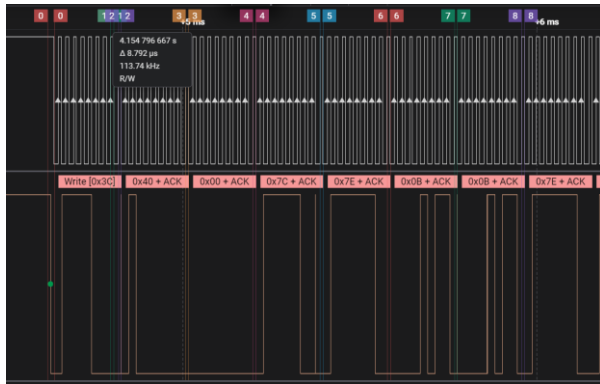 0 0 1 2 1 2 3 3 4 4 5 5 6 6 7 7 8 8
+5 ms +6 ms
4.154 796 667 s
Δ 8.792 µs
113.74 kHz
R/W
Write [0x3C] 0x40 + ACK 0x00 + ACK 0x7C + ACK 0x7E + ACK 0x0B + ACK 0x0B + ACK 0x7E + ACK